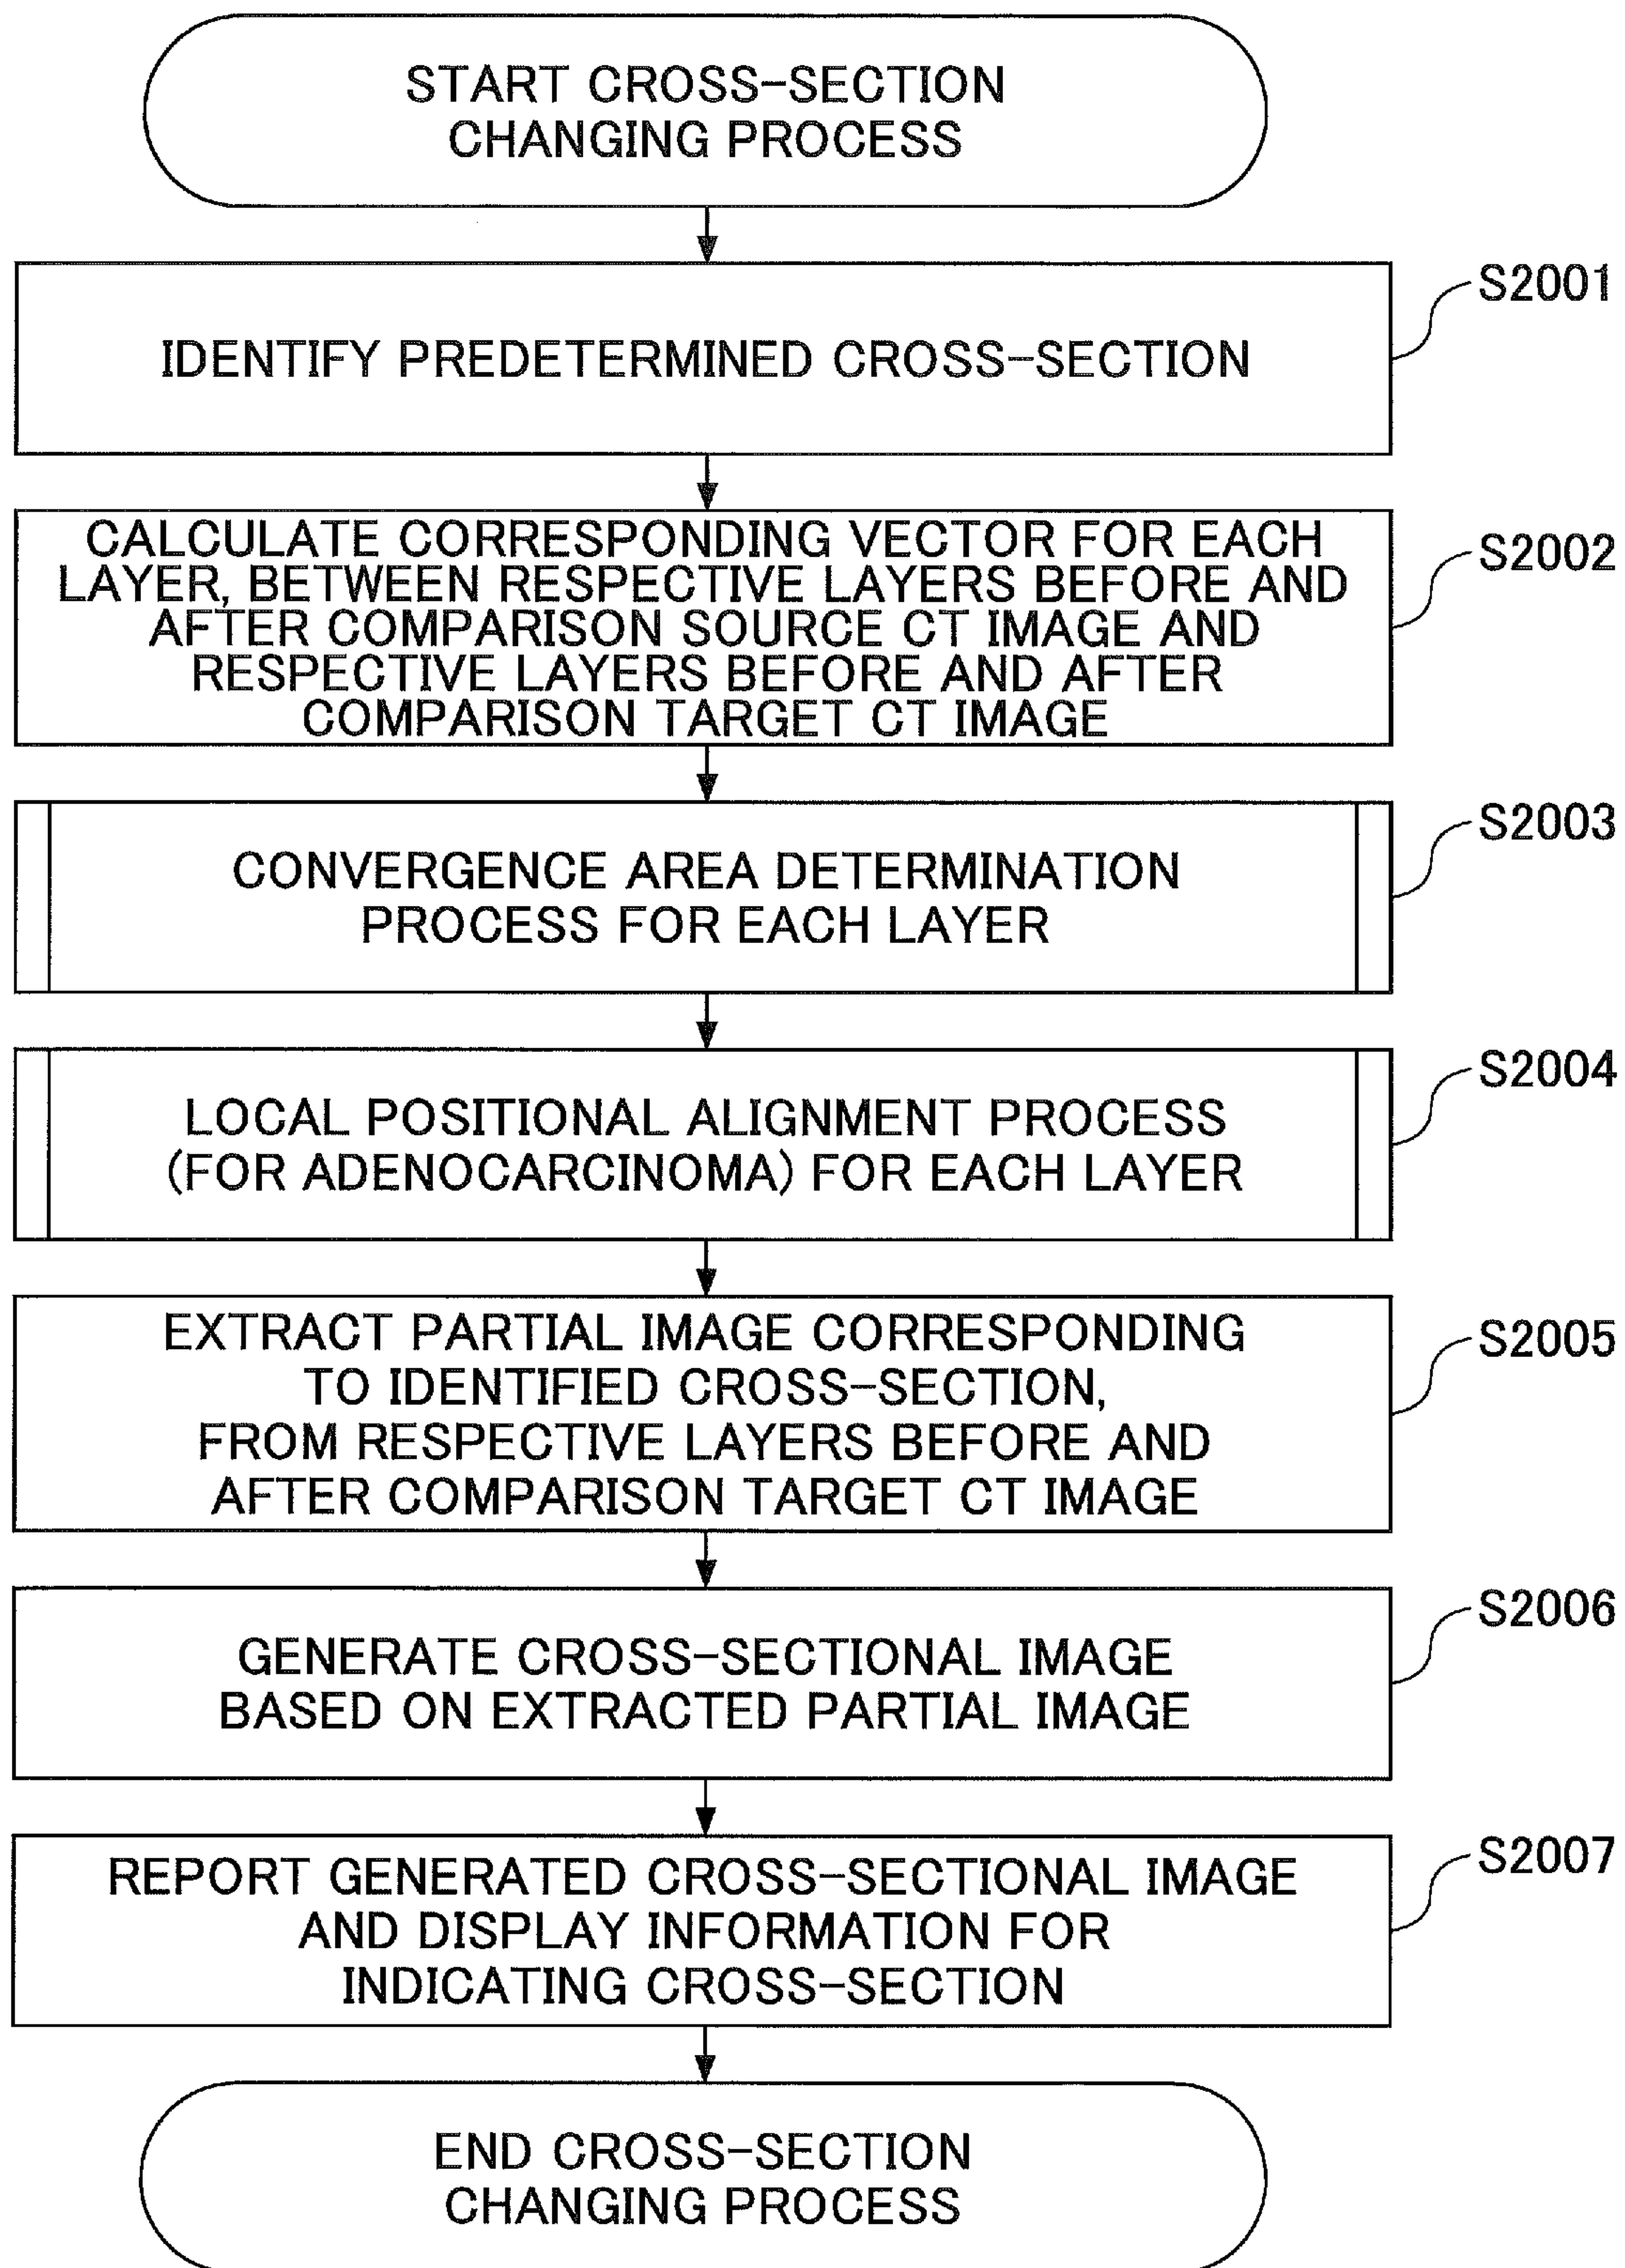 START CROSS-SECTION
CHANGING PROCESS
S2001
IDENTIFY PREDETERMINED CROSS-SECTION
S2002
CALCULATE CORRESPONDING VECTOR FOR EACH
LAYER, BETWEEN RESPECTIVE LAYERS BEFORE AND
AFTER COMPARISON SOURCE CT IMAGE AND
RESPECTIVE LAYERS BEFORE AND AFTER
COMPARISON TARGET CT IMAGE
S2003
CONVERGENCE AREA DETERMINATION
PROCESS FOR EACH LAYER
S2004
LOCAL POSITIONAL ALIGNMENT PROCESS
(FOR ADENOCARCINOMA) FOR EACH LAYER
S2005
EXTRACT PARTIAL IMAGE CORRESPONDING
TO IDENTIFIED CROSS-SECTION,
FROM RESPECTIVE LAYERS BEFORE AND
AFTER COMPARISON TARGET CT IMAGE
S2006
GENERATE CROSS-SECTIONAL IMAGE
BASED ON EXTRACTED PARTIAL IMAGE
S2007
REPORT GENERATED CROSS-SECTIONAL IMAGE
AND DISPLAY INFORMATION FOR
INDICATING CROSS-SECTION
END CROSS-SECTION
CHANGING PROCESS